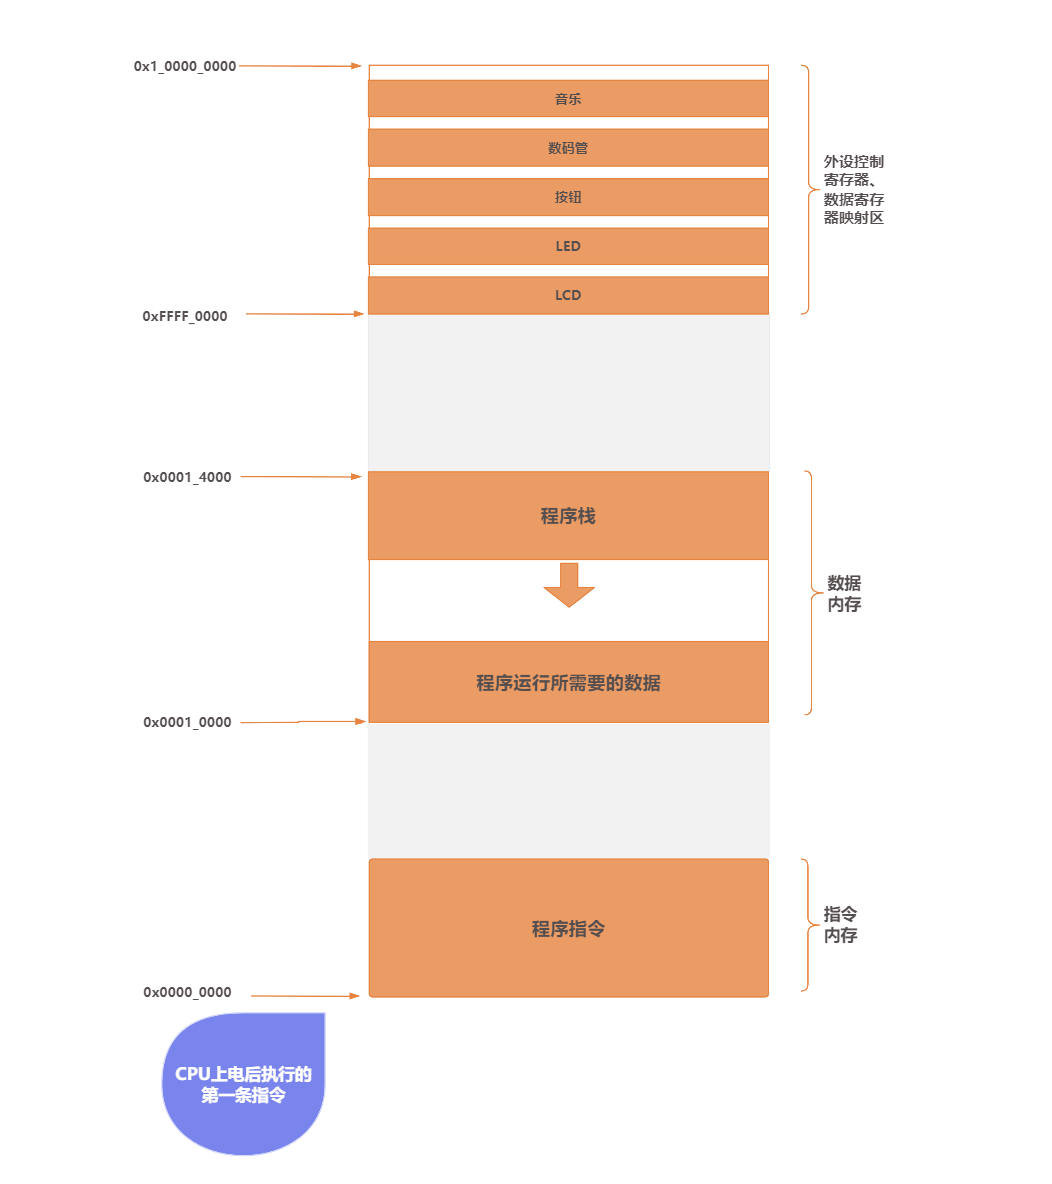 0x1_0000_0000
音乐
数码管
按钮
LED
LCD
外设控制
寄存器、
数据寄存
器映射区
0xFFFF_0000
0x0001_4000
程序栈
程序运行所需要的数据
数据
内存
0x0001_0000
程序指令
指令
内存
0x0000_0000
CPU上电后执行的
第一条指令